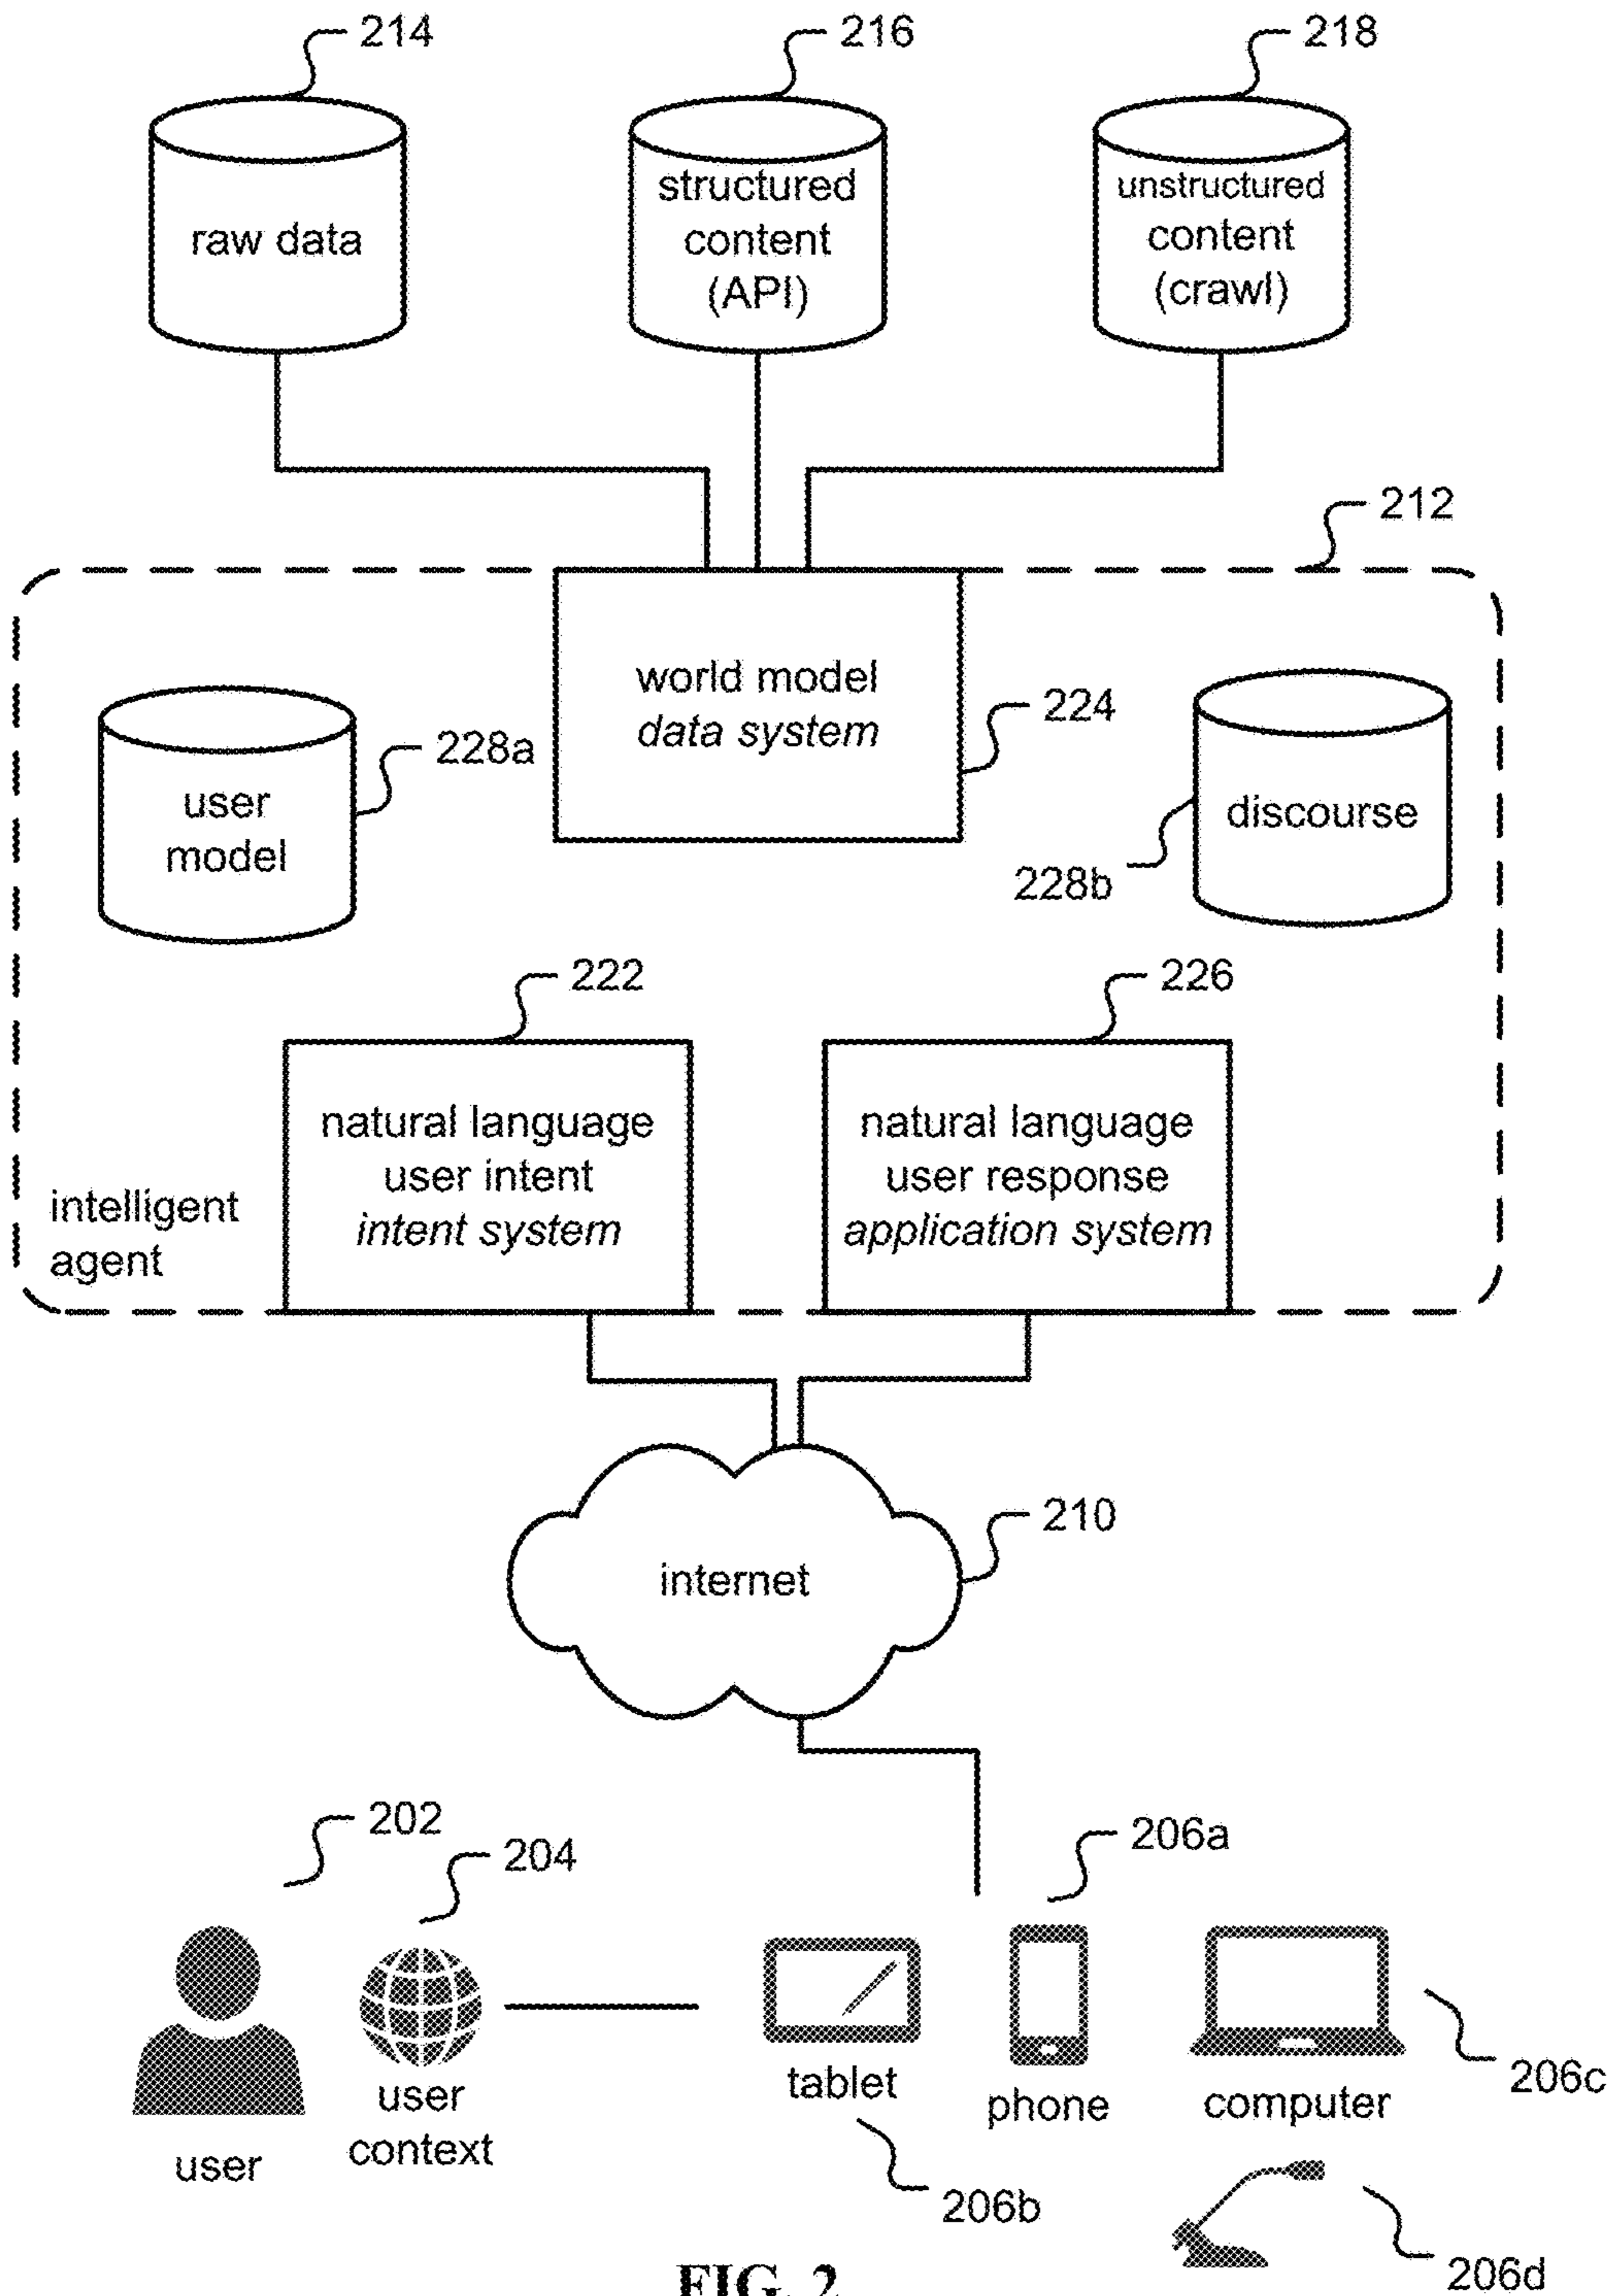 214
216
218
raw data
structured
content
(API)
unstructured
content
(crawl)
212
world model
data system
224
user
model
228a
discourse
228b
222
226
natural language
user intent
intent system
natural language
user response
application system
intelligent
agent
internet
210
202
204
206a
user
user
context
tablet
phone
computer
206c
206b
206d
FIG. 2